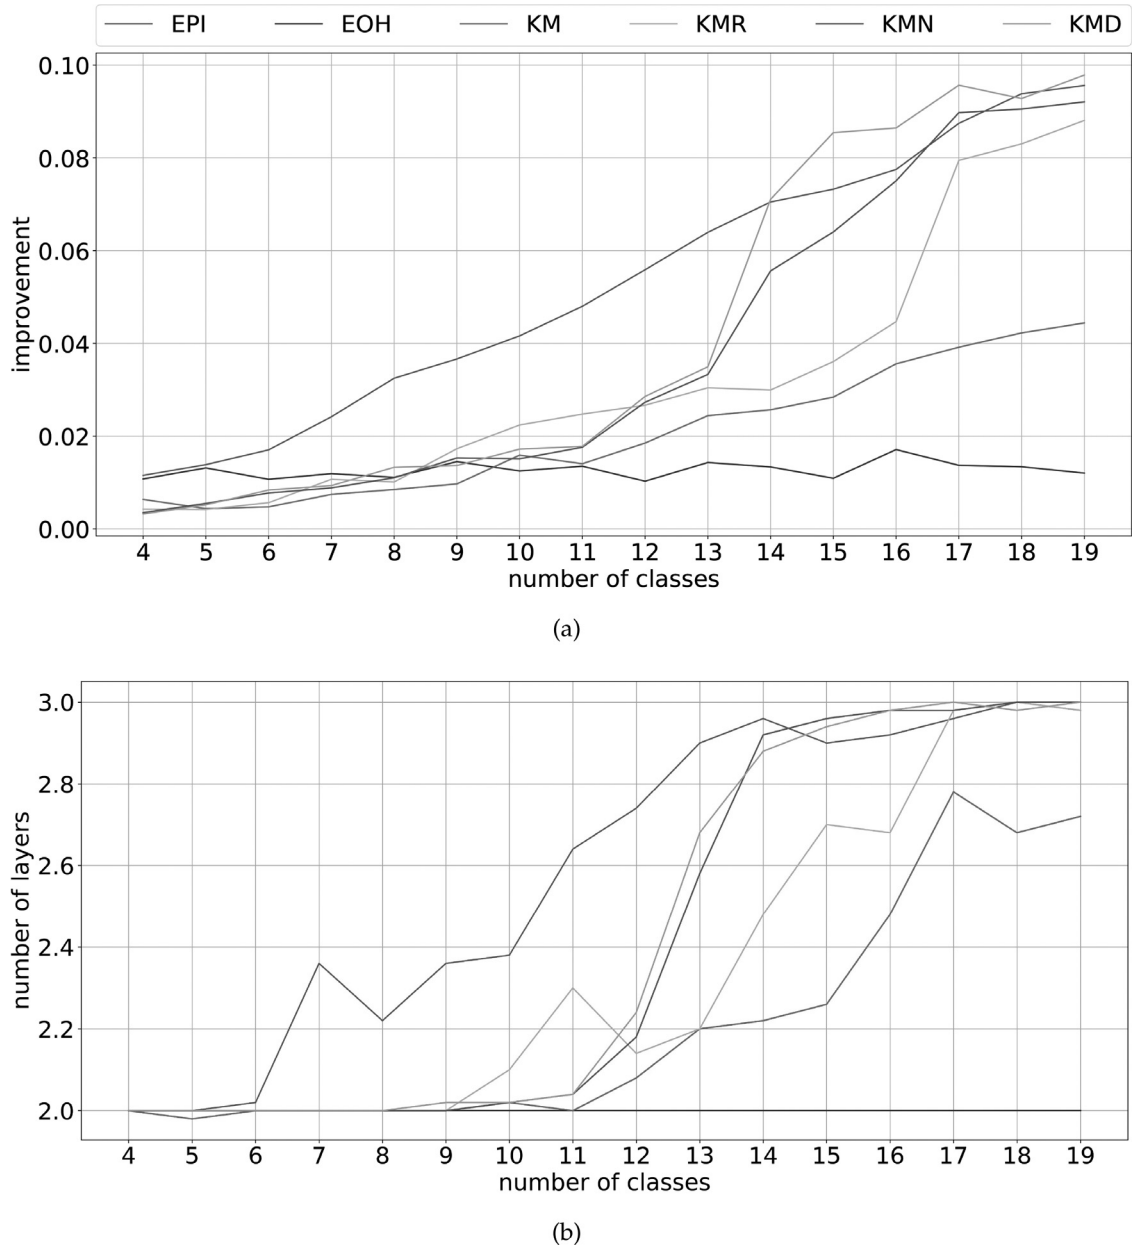 EPI EOH KM KMR KMN KMD
0.10
0.08
0.06
0.04
0.02
0.00
improvement
4 5 6 7 8 9 10 11 12 13 14 15 16 17 18 19
number of classes
(a)
3.0
2.8
2.6
2.4
2.2
2.0
number of layers
4 5 6 7 8 9 10 11 12 13 14 15 16 17 18 19
number of classes
(b)